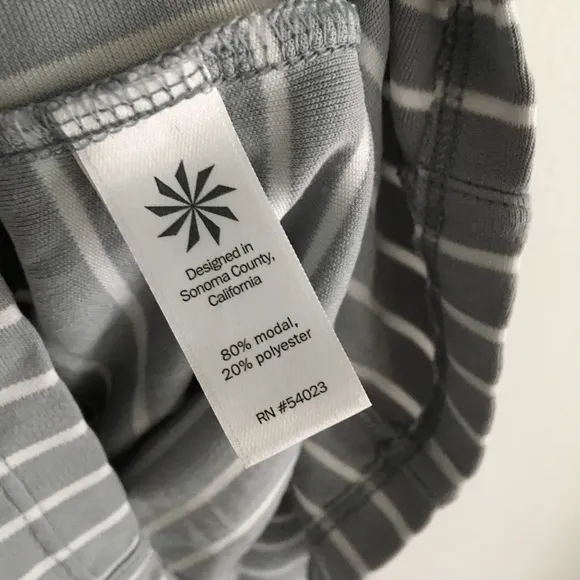 Designed in
Sonoma County,
California
80% modal,
20% polyester
RN #54023